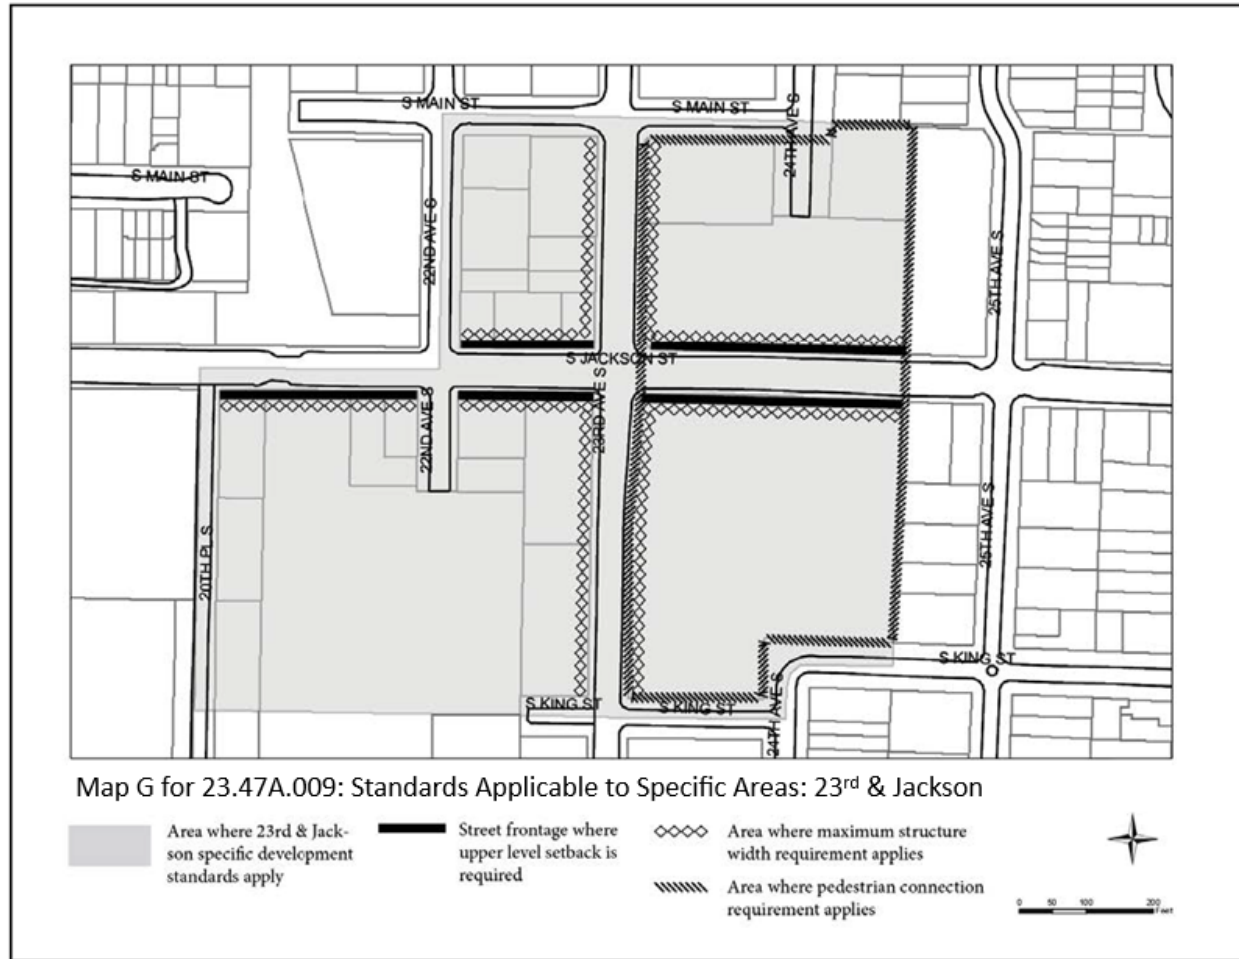 S MAIN ST
S MAIN ST
24TH AVE S
S MAIN ST
22ND AVE S
25TH AVE S
S JACKSON ST
23RD AVE S
22ND AVE S
25TH AVE S
20TH PL S
S KING ST
S KING ST
S KING ST
24TH AVE S
Map G for 23.47A.009: Standards Applicable to Specific Areas: 23rd & Jackson
Area where 23rd & Jack-
son specific development
standards apply
Street frontage where
upper level setback is
required
Area where maximum structure
width requirement applies
Area where pedestrian connection
requirement applies
0 50 100 200
Feet